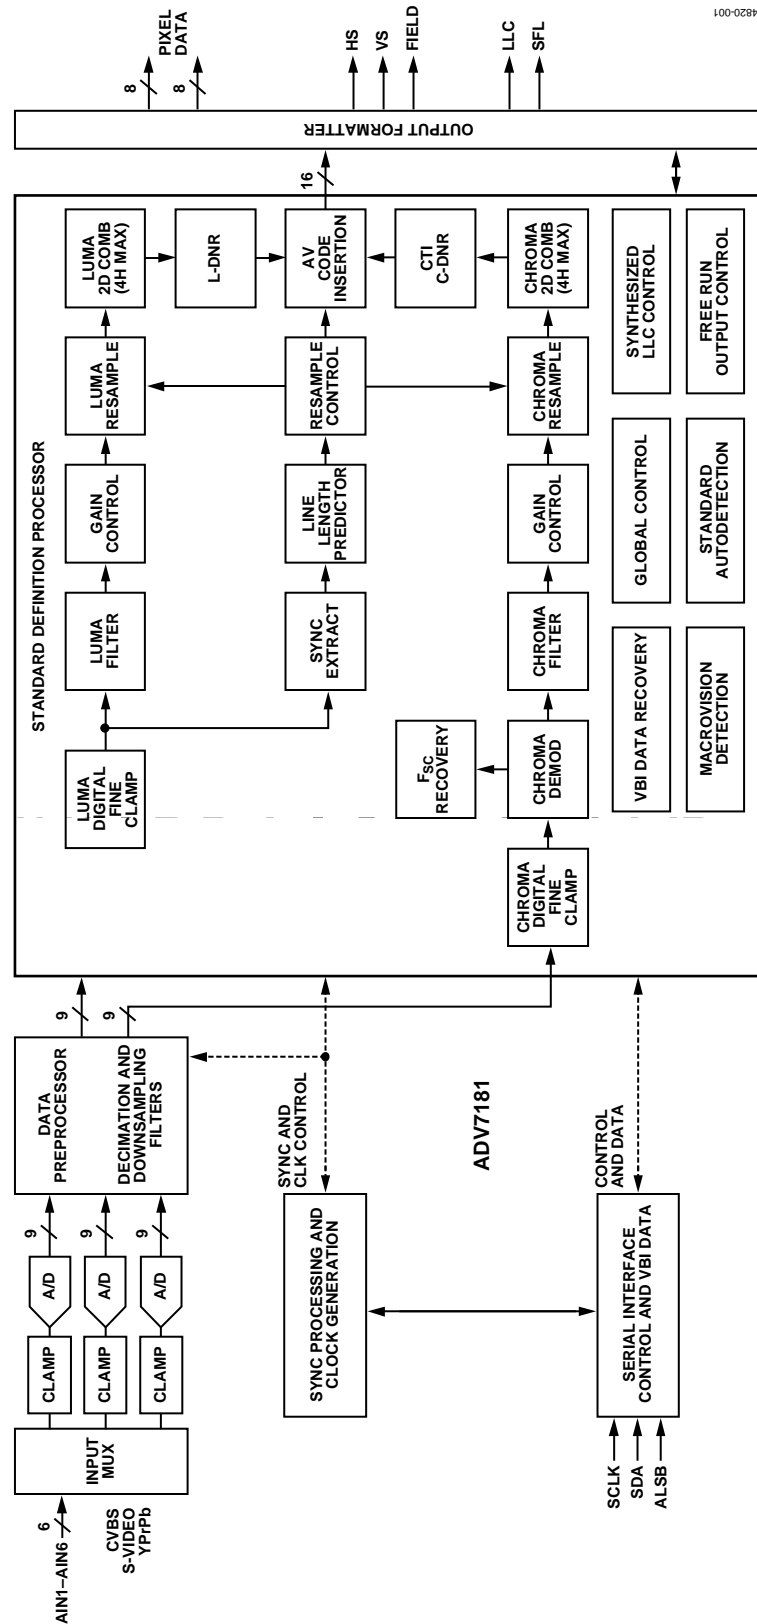 AIN1–AIN6
6
CVBS
S-VIDEO
YPrPb
INPUT
MUX
CLAMP
A/D
9
CLAMP
A/D
9
CLAMP
A/D
9
DATA
PREPROCESSOR
DECIMATION AND
DOWNSAMPLING
FILTERS
9
9
SYNC PROCESSING AND
CLOCK GENERATION
SYNC AND
CLK CONTROL
SCLK
SDA
ALSB
SERIAL INTERFACE
CONTROL AND VBI DATA
CONTROL
AND DATA
ADV7181
STANDARD DEFINITION PROCESSOR
LUMA
DIGITAL
FINE
CLAMP
LUMA
FILTER
GAIN
CONTROL
LUMA
RESAMPLE
LUMA
2D COMB
(4H MAX)
L-DNR
SYNC
EXTRACT
LINE
LENGTH
PREDICTOR
RESAMPLE
CONTROL
AV
CODE
INSERTION
16
FSC
RECOVERY
CTI
C-DNR
CHROMA
DIGITAL
FINE
CLAMP
CHROMA
DEMOD
CHROMA
FILTER
GAIN
CONTROL
CHROMA
RESAMPLE
CHROMA
2D COMB
(4H MAX)
VBI DATA RECOVERY
GLOBAL CONTROL
SYNTHESIZED
LLC CONTROL
MACROVISION
DETECTION
STANDARD
AUTODETECTION
FREE RUN
OUTPUT CONTROL
OUTPUT FORMATTER
8
8
PIXEL
DATA
HS
VS
FIELD
LLC
SFL
4820-001